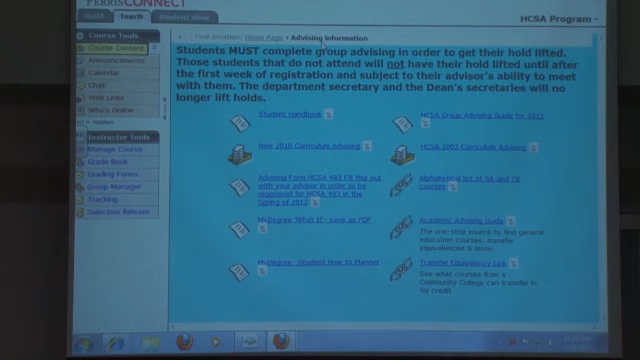 FERRIS CONNECT
Build Teach Student View
HCSA Program
Your location: Home Page › Advising information
Course Tools
Course Content
Announcements
Calendar
Chat
Web Links
Who's Online
= Hidden
Instructor Tools
Manage Course
Grade Book
Grading Forms
Group Manager
Tracking
Selective Release
Students MUST complete group advising in order to get their hold lifted.
Those students that do not attend will not have their hold lifted until after
the first week of registration and subject to their advisor's ability to meet
with them. The department secretary and the Dean's secretaries will no
longer lift holds.
Student Handbook
HCSA Group Advising Guide for 2012
New 2010 Curriculum Advising
HCSA 2003 Curriculum Advising
Advising Form HCSA 493 Fill the out
with your advisor in order to be
registered for HCSA 493 in the
Spring of 2012
Alphabetical list of SA and CE
courses
MyDegree "What If"- save as PDF
Academic Advising Guide
The one-stop source to find general
education courses, transfer
equivalencies & more!
MyDegree -Student How to Planner
Transfer Equivalency Link
See what courses from a
Community College can transfer in
for credit!